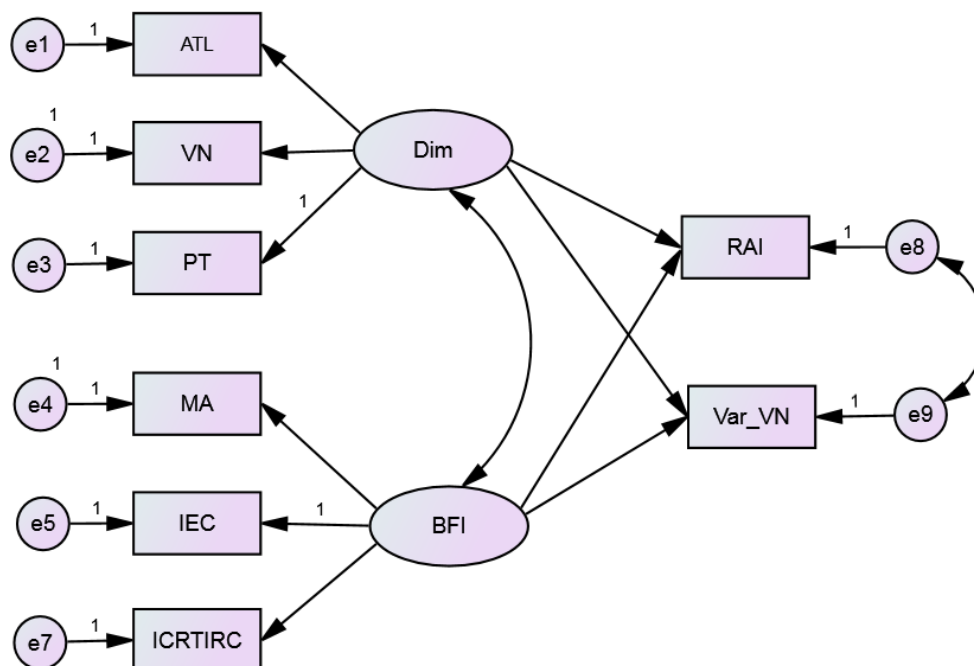 e1
1
ATL
1
e2
1
VN
Dim
e3
1
PT
1
RAI
1
e8
1
e4
1
MA
Var_VN
1
e9
e5
1
IEC
1
BFI
e7
1
ICRTIRC